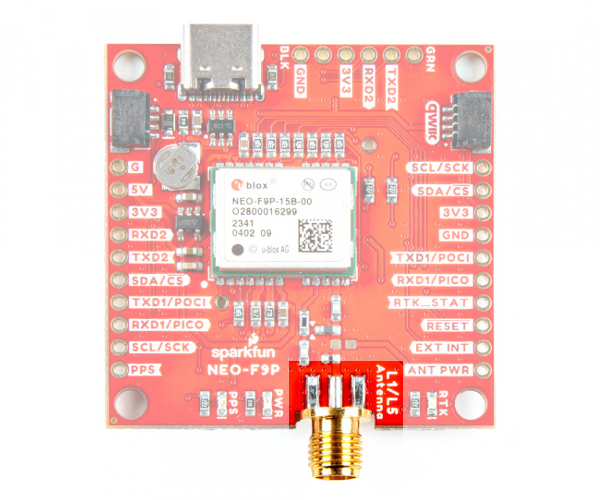 BLK
GND
3V3
RXD2
TXD2
GRN
QWIIC
G
5V
3V3
RXD2
TXD2
SDA/CS
TXD1/POCI
RXD1/PICO
SCL/SCK
PPS
ublox
NEO-F9P-15B-00
O2800016299
2341
0402 09
u-blox AG
SCL/SCK
SDA/CS
3V3
GND
TXD1/POCI
RXD1/PICO
RTK_STAT
RESET
EXT INT
ANT PWR
sparkfun
NEO-F9P
PPS
PWR
L1/L5
Antenna
RTK